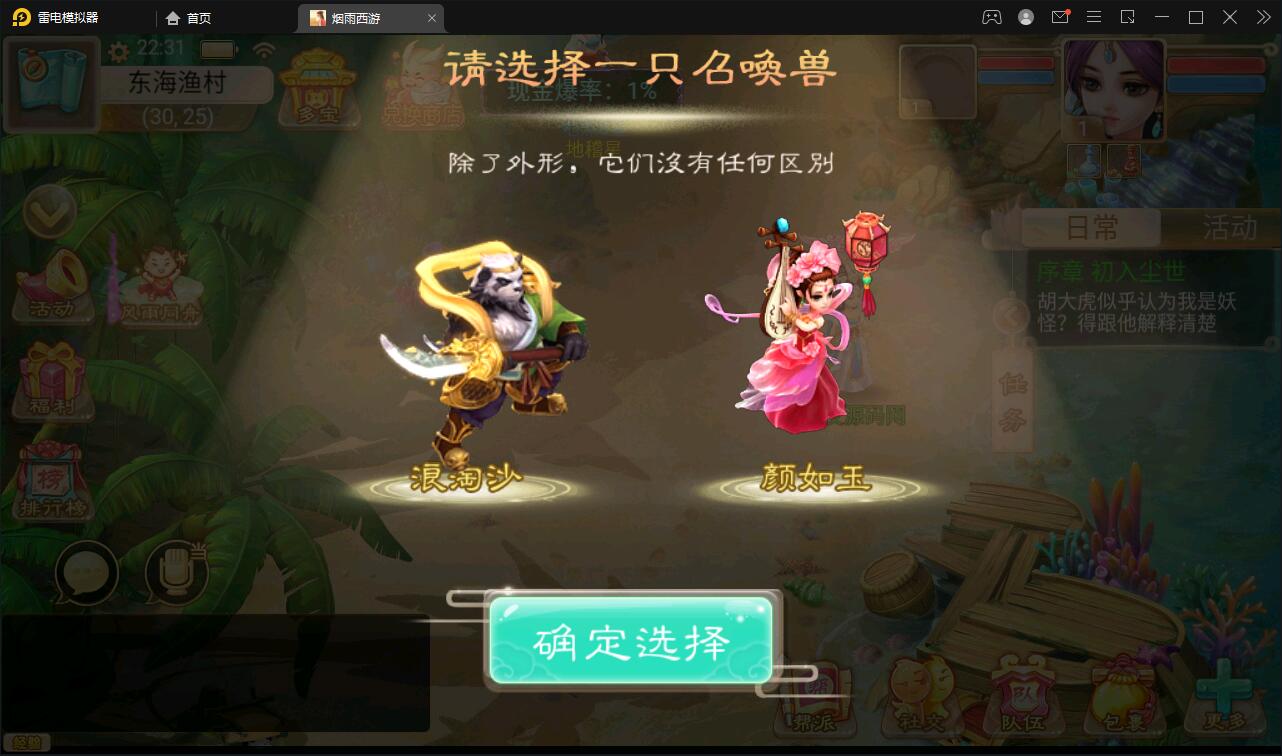 雷电模拟器
首页
烟雨西游
22:31
东海渔村
(30, 25)
多宝
兑换商店
请选择一只召唤兽
现金爆率：1%
地稽星
除了外形，它们没有任何区别
1
1
日常
活动
序章 初入尘世
胡大虎似乎认为我是妖
怪？得跟他解释清楚
任务
活动
风雨同舟
福利
榜
排行榜
源码网
浪淘沙
颜如玉
确定选择
帮派
社交
队
队伍
包裹
更多
经验